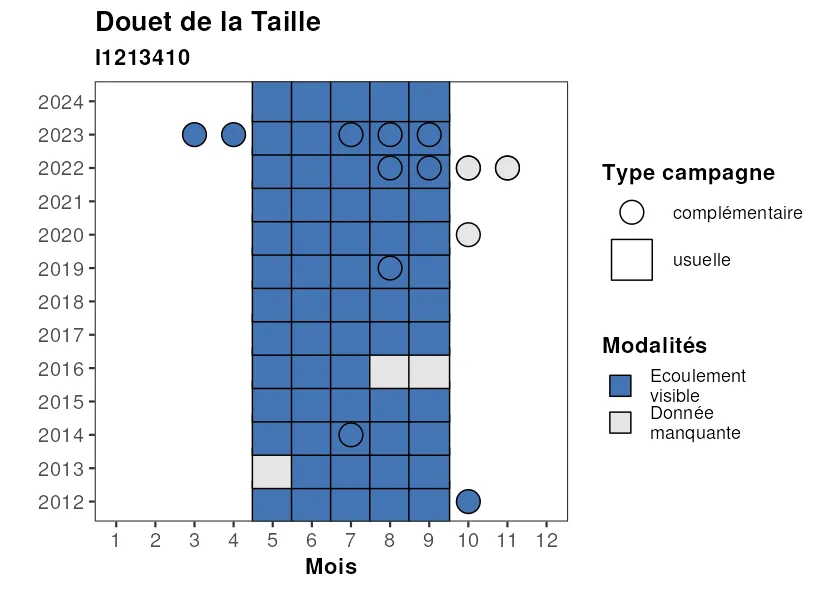 Douet de la Taille
I1213410
2024
2023
2022
2021
2020
2019
2018
2017
2016
2015
2014
2013
2012
1 2 3 4 5 6 7 8 9 10 11 12
Mois
Type campagne
complémentaire
usuelle
Modalités
Ecoulement
visible
Donnée
manquante